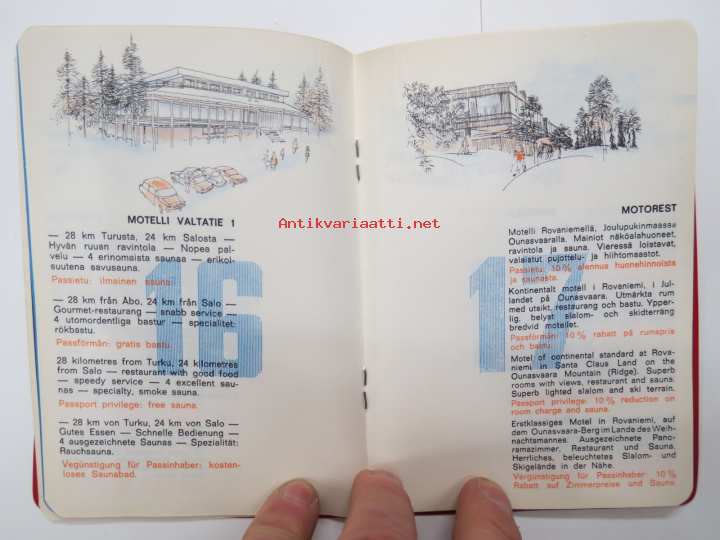 MOTELLI VALTATIE 1
— 28 km Turusta, 24 km Salosta —
Hyvän ruuan ravintola — Nopea pal-
velu — 4 erinomaista saunaa — erikoi-
suutena savusauna.
Passietu: ilmainen sauna
— 28 km från Åbo, 24 km från Salo —
Gourmet-restaurang — snabb service —
4 utomordentliga bastur — specialitet:
rökbastu.
Passförmån: gratis bastu.
28 kilometres from Turku, 24 kilometres
from Salo — restaurant with good food
— speedy service — 4 excellent sau-
nas — specialty, smoke sauna.
Passport privilege: free sauna.
— 28 km von Turku, 24 km von Salo —
Gutes Essen — Schnelle Bedienung —
4 ausgezeichnete Saunas — Spezialität:
Rauchsauna.
Vegünstigung für Passinhaber: kosten-
loses Saunabad.
16
Antikvariaatti.net
MOTOREST
Motelli Rovaniemellä, Joulupukinmaassa
Ounasvaaralla. Mainiot näköalahuoneet,
ravintola ja sauna. Vieressä loistavat,
valaistut pujottelu- ja hiihtomaastot.
Passietu: 10 % alennus huonehinnoista
ja saunasta.
Kontinentalt motell i Rovaniemi, i Jul-
landet på Ounasvaara. Utmärkta rum
med utsikt, restaurang och bastu. Ypper-
lig, belyst slalom- och skidterräng
bredvid motellet.
Passförmån: 10 % rabatt på rumspris
och bastu.
Motel of continental standard at Rova-
niemi in Santa Claus Land on the
Ounasvaara Mountain (Ridge). Superb
rooms with views, restaurant and sauna.
Superb lighted slalom and ski terrain.
Passport privilege: 10 % reduction on
room charge and sauna.
Erstklassiges Motel in Rovaniemi, auf
dem Ounasvaara-Berg im Lande des Weih-
nachtsmannes. Ausgezeichnete Pano-
ramazimmer, Restaurant und Sauna.
Herrliches, beleuchtetes Slalom- und
Skigelände in der Nähe.
Vergünstigung für Passinhaber: 10 %
Rabatt auf Zimmerpreise und Sauna
17